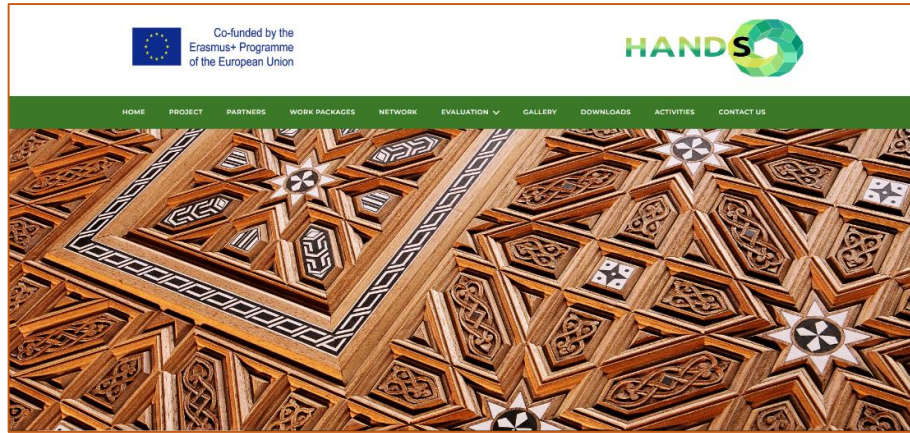 Co-funded by the
Erasmus+ Programme
of the European Union
HANDS
HOME PROJECT PARTNERS WORK PACKAGES NETWORK EVALUATION GALLERY DOWNLOADS ACTIVITIES CONTACT US